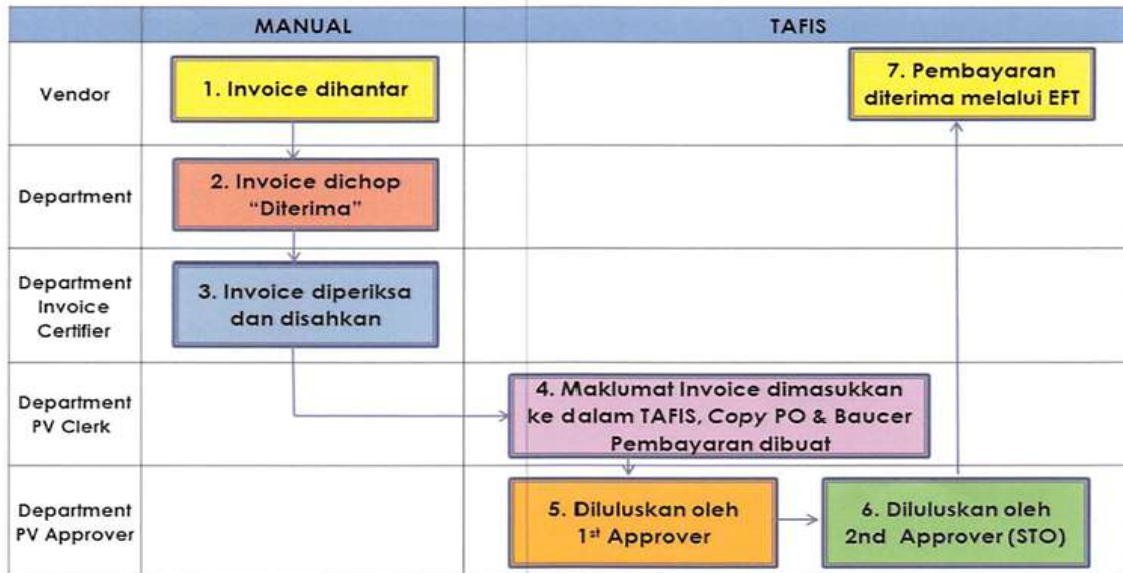 MANUAL
TAFIS
Vendor
1. Invoice dihantar
7. Pembayaran
diterima melalui EFT
Department
2. Invoice dichop
“Diterima”
Department
Invoice
Certifier
3. Invoice diperiksa
dan disahkan
Department
PV Clerk
4. Maklumat Invoice dimasukkan
ke dalam TAFIS, Copy PO & Baucer
Pembayaran dibuat
Department
PV Approver
5. Diluluskan oleh
1st Approver
6. Diluluskan oleh
2nd Approver (STO)